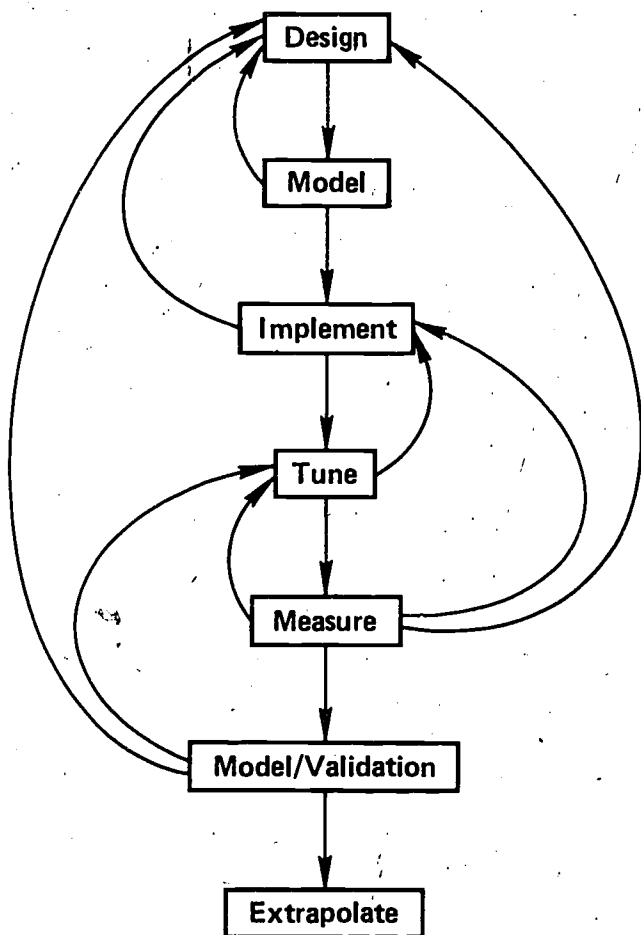 Design
Model
Implement
Tune
Measure
Model/Validation
Extrapolate